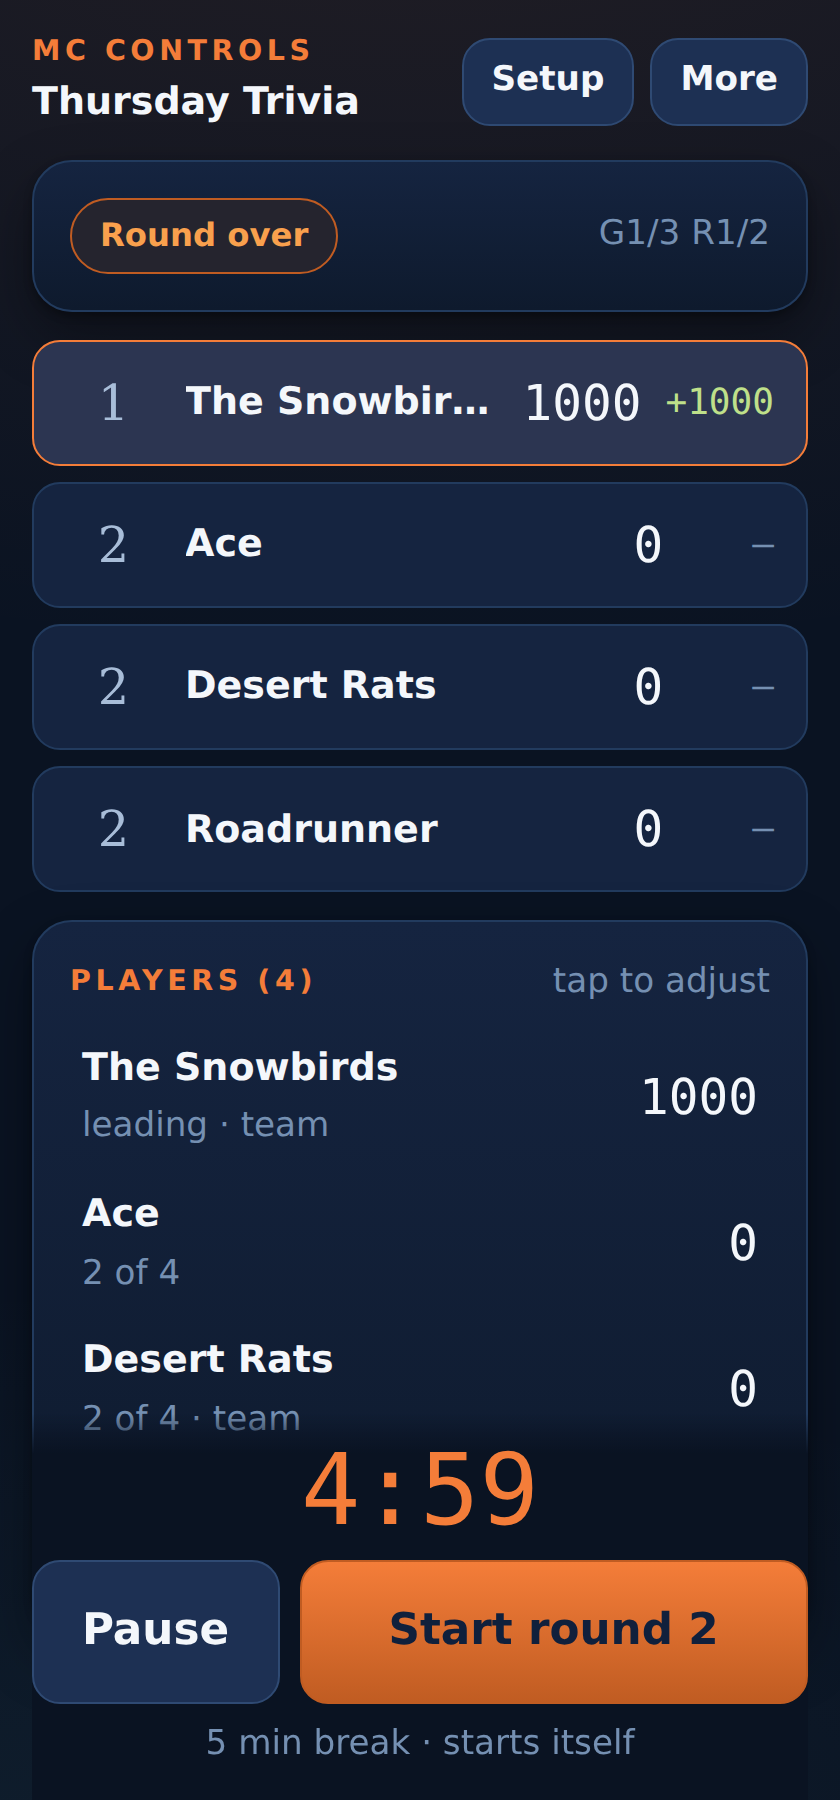 MC CONTROLS
Thursday Trivia
Setup
More
Round over
G1/3 R1/2
1 The Snowbir... 1000 +1000
2 Ace 0 –
2 Desert Rats 0 –
2 Roadrunner 0 –
PLAYERS (4)
tap to adjust
The Snowbirds
leading · team
1000
Ace
2 of 4
0
Desert Rats
2 of 4 · team
0
4:59
Pause
Start round 2
5 min break · starts itself